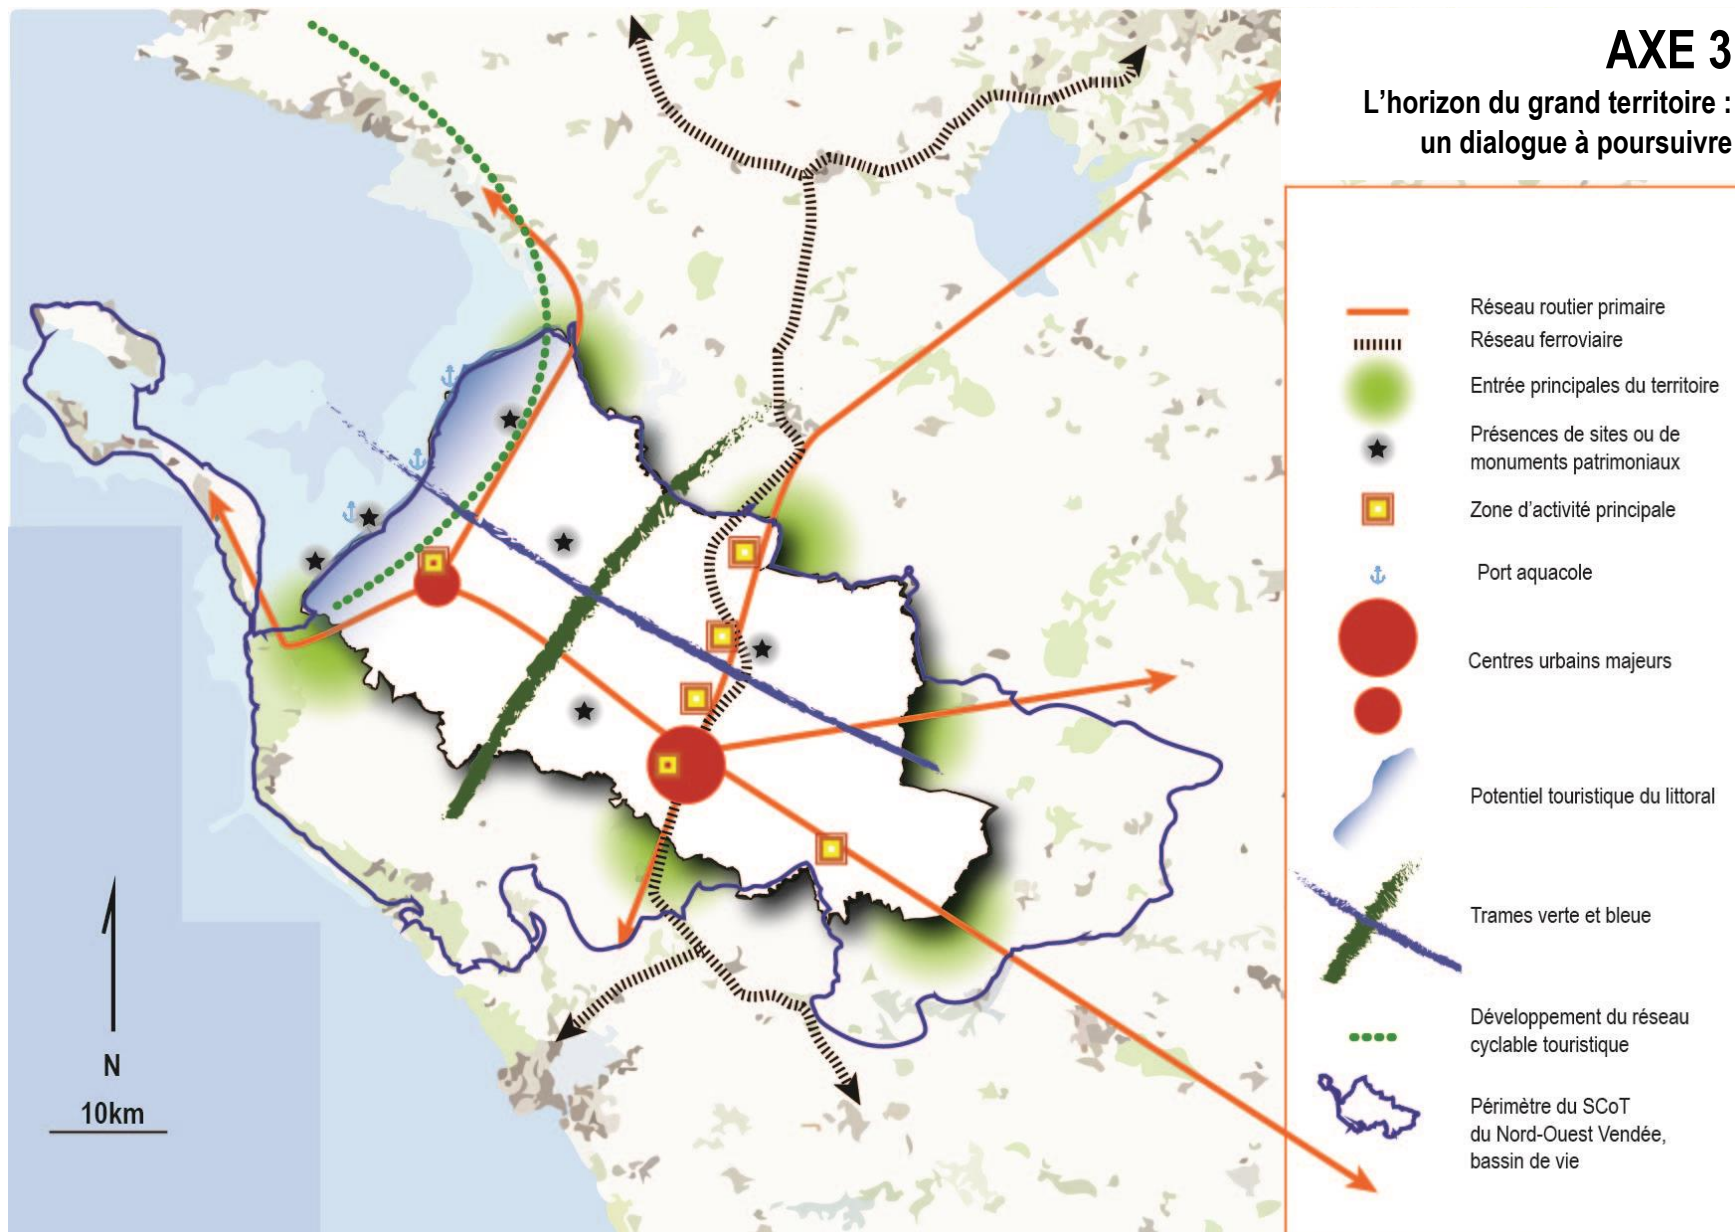 AXE 3
L’horizon du grand territoire :
un dialogue à poursuivre
Réseau routier primaire
Réseau ferroviaire
Entrée principales du territoire
Présences de sites ou de
monuments patrimoniaux
Zone d’activité principale
Port aquacole
Centres urbains majeurs
Potentiel touristique du littoral
Trames verte et bleue
Développement du réseau
cyclable touristique
Périmètre du SCoT
du Nord-Ouest Vendée,
bassin de vie
N
10km